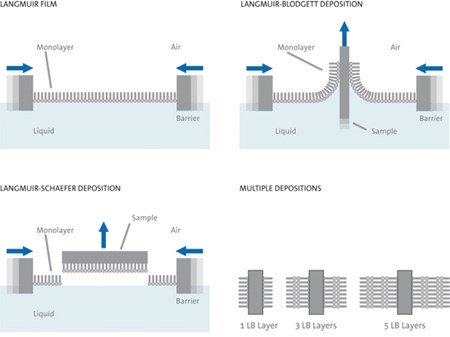 LANGMUIR FILM
Monolayer
Air
Liquid
Barrier
LANGMUIR-BLODGETT DEPOSITION
Monolayer
Air
Liquid
Sample
Barrier
LANGMUIR-SCHAEFER DEPOSITION
Sample
Monolayer
Air
Liquid
Barrier
MULTIPLE DEPOSITIONS
1 LB Layer
3 LB Layers
5 LB Layers